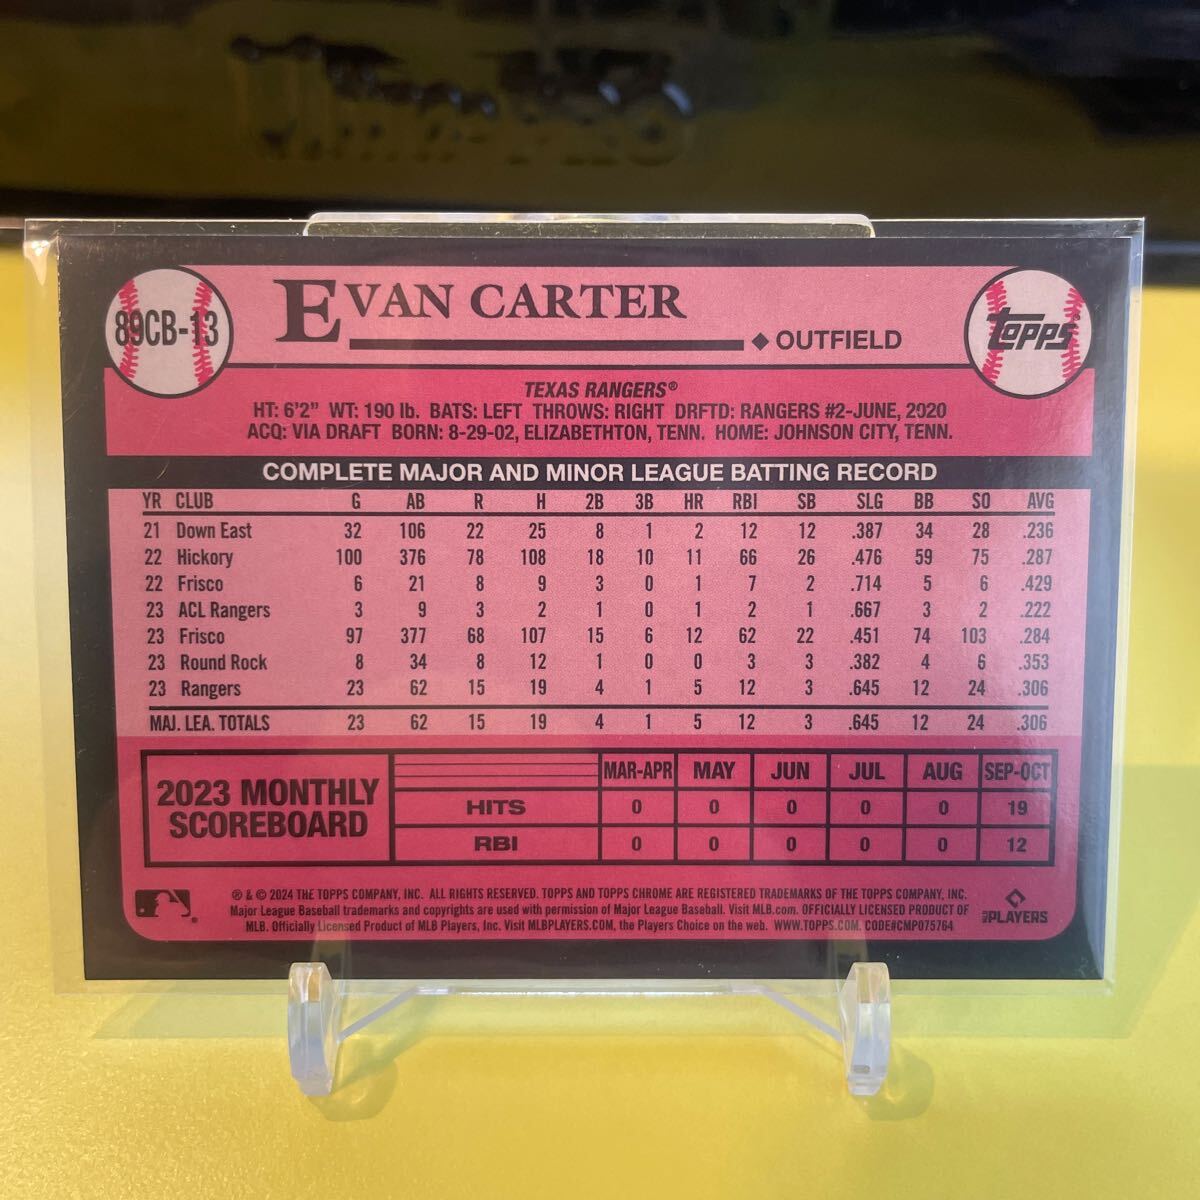 89CB-13
EVAN CARTER
◆ OUTFIELD
Topps
TEXAS RANGERS®
HT: 6'2" WT: 190 lb. BATS: LEFT THROWS: RIGHT DRFTD: RANGERS #2-JUNE, 2020
ACQ: VIA DRAFT BORN: 8-29-02, ELIZABETHTON, TENN. HOME: JOHNSON CITY, TENN.
COMPLETE MAJOR AND MINOR LEAGUE BATTING RECORD
YR CLUB G AB R H 2B 3B HR RBI SB SLG BB SO AVG
21 Down East 32 106 22 25 8 1 2 12 12 .387 34 28 .236
22 Hickory 100 376 78 108 18 10 11 66 26 .476 59 75 .287
22 Frisco 6 21 8 9 3 0 1 7 2 .714 5 6 .429
23 ACL Rangers 3 9 3 2 1 0 1 2 1 .667 3 2 .222
23 Frisco 97 377 68 107 15 6 12 62 22 .451 74 103 .284
23 Round Rock 8 34 8 12 1 0 0 3 3 .382 4 6 .353
23 Rangers 23 62 15 19 4 1 5 12 3 .645 12 24 .306
MAJ. LEA. TOTALS 23 62 15 19 4 1 5 12 3 .645 12 24 .306
2023 MONTHLY
SCOREBOARD
MAR-APR MAY JUN JUL AUG SEP-OCT
HITS 0 0 0 0 0 19
RBI 0 0 0 0 0 12
℗ & © 2024 THE TOPPS COMPANY, INC. ALL RIGHTS RESERVED. TOPPS AND TOPPS CHROME ARE REGISTERED TRADEMARKS OF THE TOPPS COMPANY, INC.
Major League Baseball trademarks and copyrights are used with permission of Major League Baseball. Visit MLB.com. OFFICIALLY LICENSED PRODUCT OF
MLB. Officially Licensed Product of MLB Players, Inc. Visit MLBPLAYERS.COM, the Players Choice on the web. WWW.TOPPS.COM. CODE#CMP075764
MLB PLAYERS